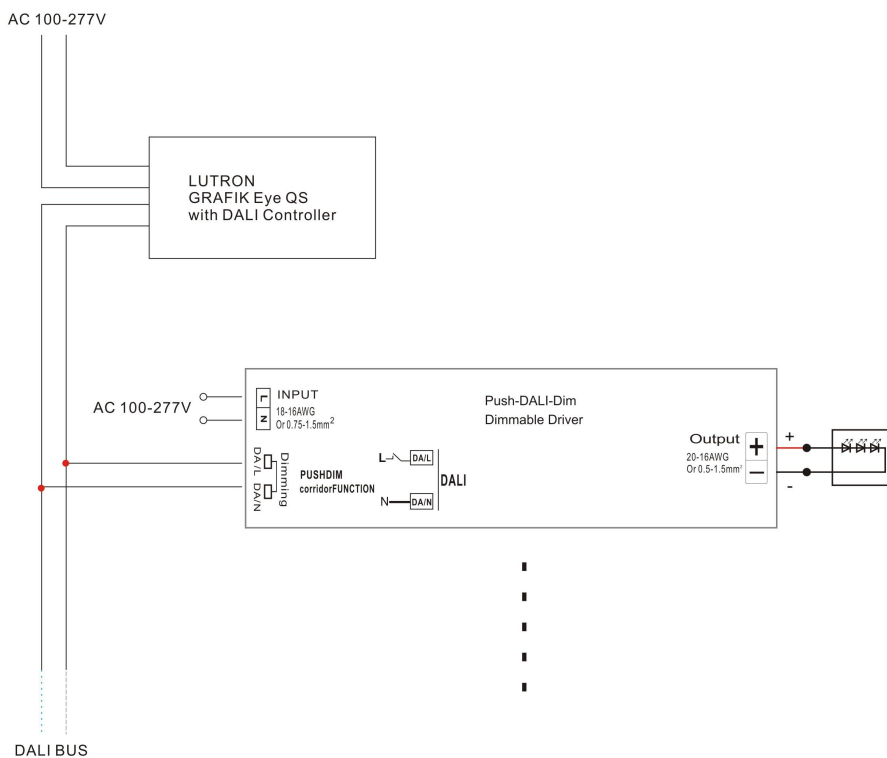 AC 100-277V
LUTRON
GRAFIK Eye QS
with DALI Controller
AC 100-277V
L
N
INPUT
18-16AWG
Or 0.75-1.5mm²
DA/L
DA/N
Dimming
PUSHDIM
corridorFUNCTION
L
DA/L
N
DA/N
DALI
Push-DALI-Dim
Dimmable Driver
Output
20-16AWG
Or 0.5-1.5mm²
+
−
+
-
DALI BUS